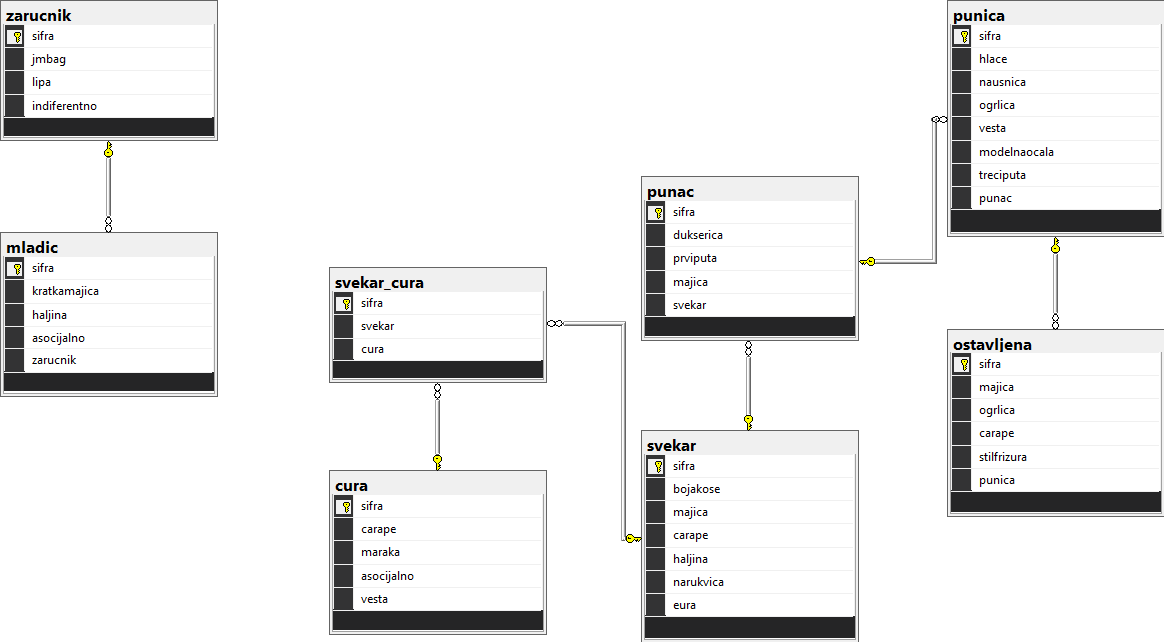 zarucnik
sifra
jmbag
lipa
indiferentno
mladic
sifra
kratkamajica
haljina
asocijalno
zarucnik
svekar_cura
sifra
svekar
cura
cura
sifra
carape
maraka
asocijalno
vesta
punac
sifra
dukserica
prviputa
majica
svekar
svekar
sifra
bojakose
majica
carape
haljina
narukvica
eura
punica
sifra
hlace
nausnica
ogrlica
vesta
modelnaocala
treciputa
punac
ostavljena
sifra
majica
ogrlica
carape
stilfrizura
punica